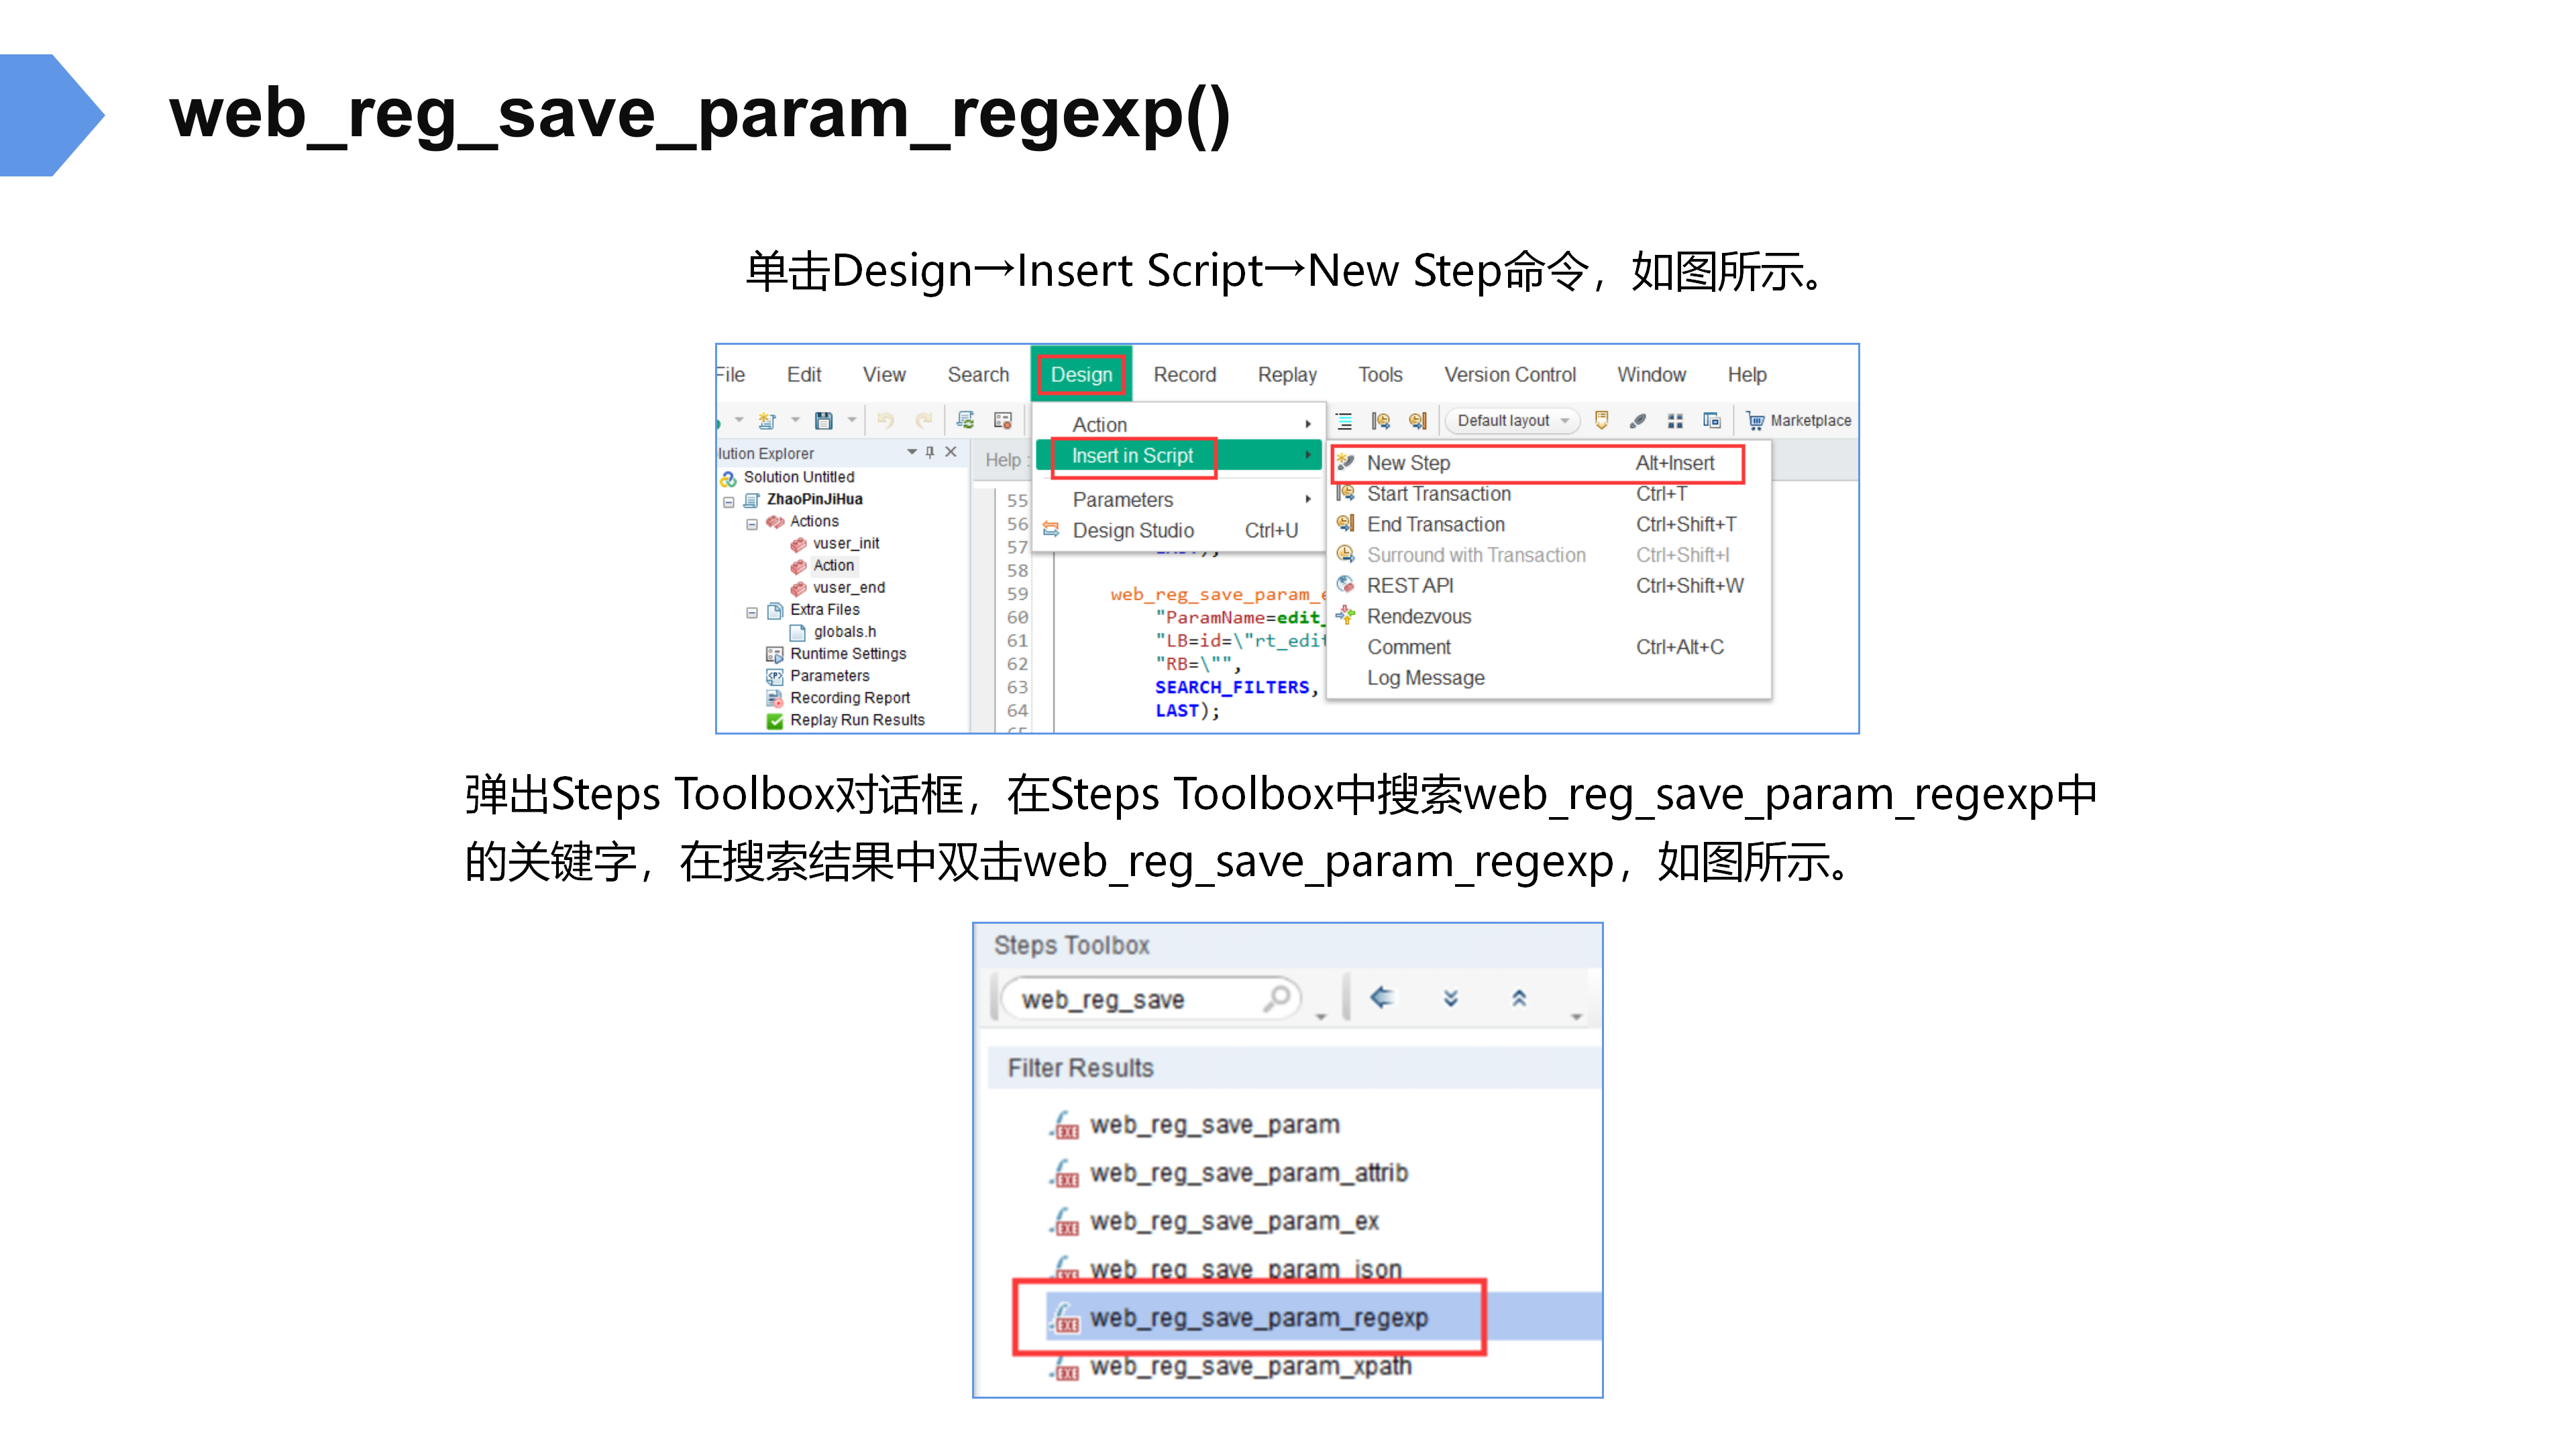 web_reg_save_param_regexp()
单击Design→Insert Script→New Step命令，如图所示。
File Edit View Search Design Record Replay Tools Version Control Window Help
Default layout Marketplace
Action
Insert in Script
Parameters
Design Studio Ctrl+U
New Step Alt+Insert
Start Transaction Ctrl+T
End Transaction Ctrl+Shift+T
Surround with Transaction Ctrl+Shift+I
REST API Ctrl+Shift+W
Rendezvous
Comment Ctrl+Alt+C
Log Message
lution Explorer
Solution Untitled
ZhaoPinJiHua
Actions
vuser_init
Action
vuser_end
Extra Files
globals.h
Runtime Settings
Parameters
Recording Report
Replay Run Results
Help :
55
56
57
58
59 web_reg_save_param_e
60 "ParamName=edit_
61 "LB=id=\"rt_edit
62 "RB=\"",
63 SEARCH_FILTERS,
64 LAST);
弹出Steps Toolbox对话框，在Steps Toolbox中搜索web_reg_save_param_regexp中
的关键字，在搜索结果中双击web_reg_save_param_regexp，如图所示。
Steps Toolbox
web_reg_save
Filter Results
web_reg_save_param
web_reg_save_param_attrib
web_reg_save_param_ex
web_reg_save_param_json
web_reg_save_param_regexp
web_reg_save_param_xpath